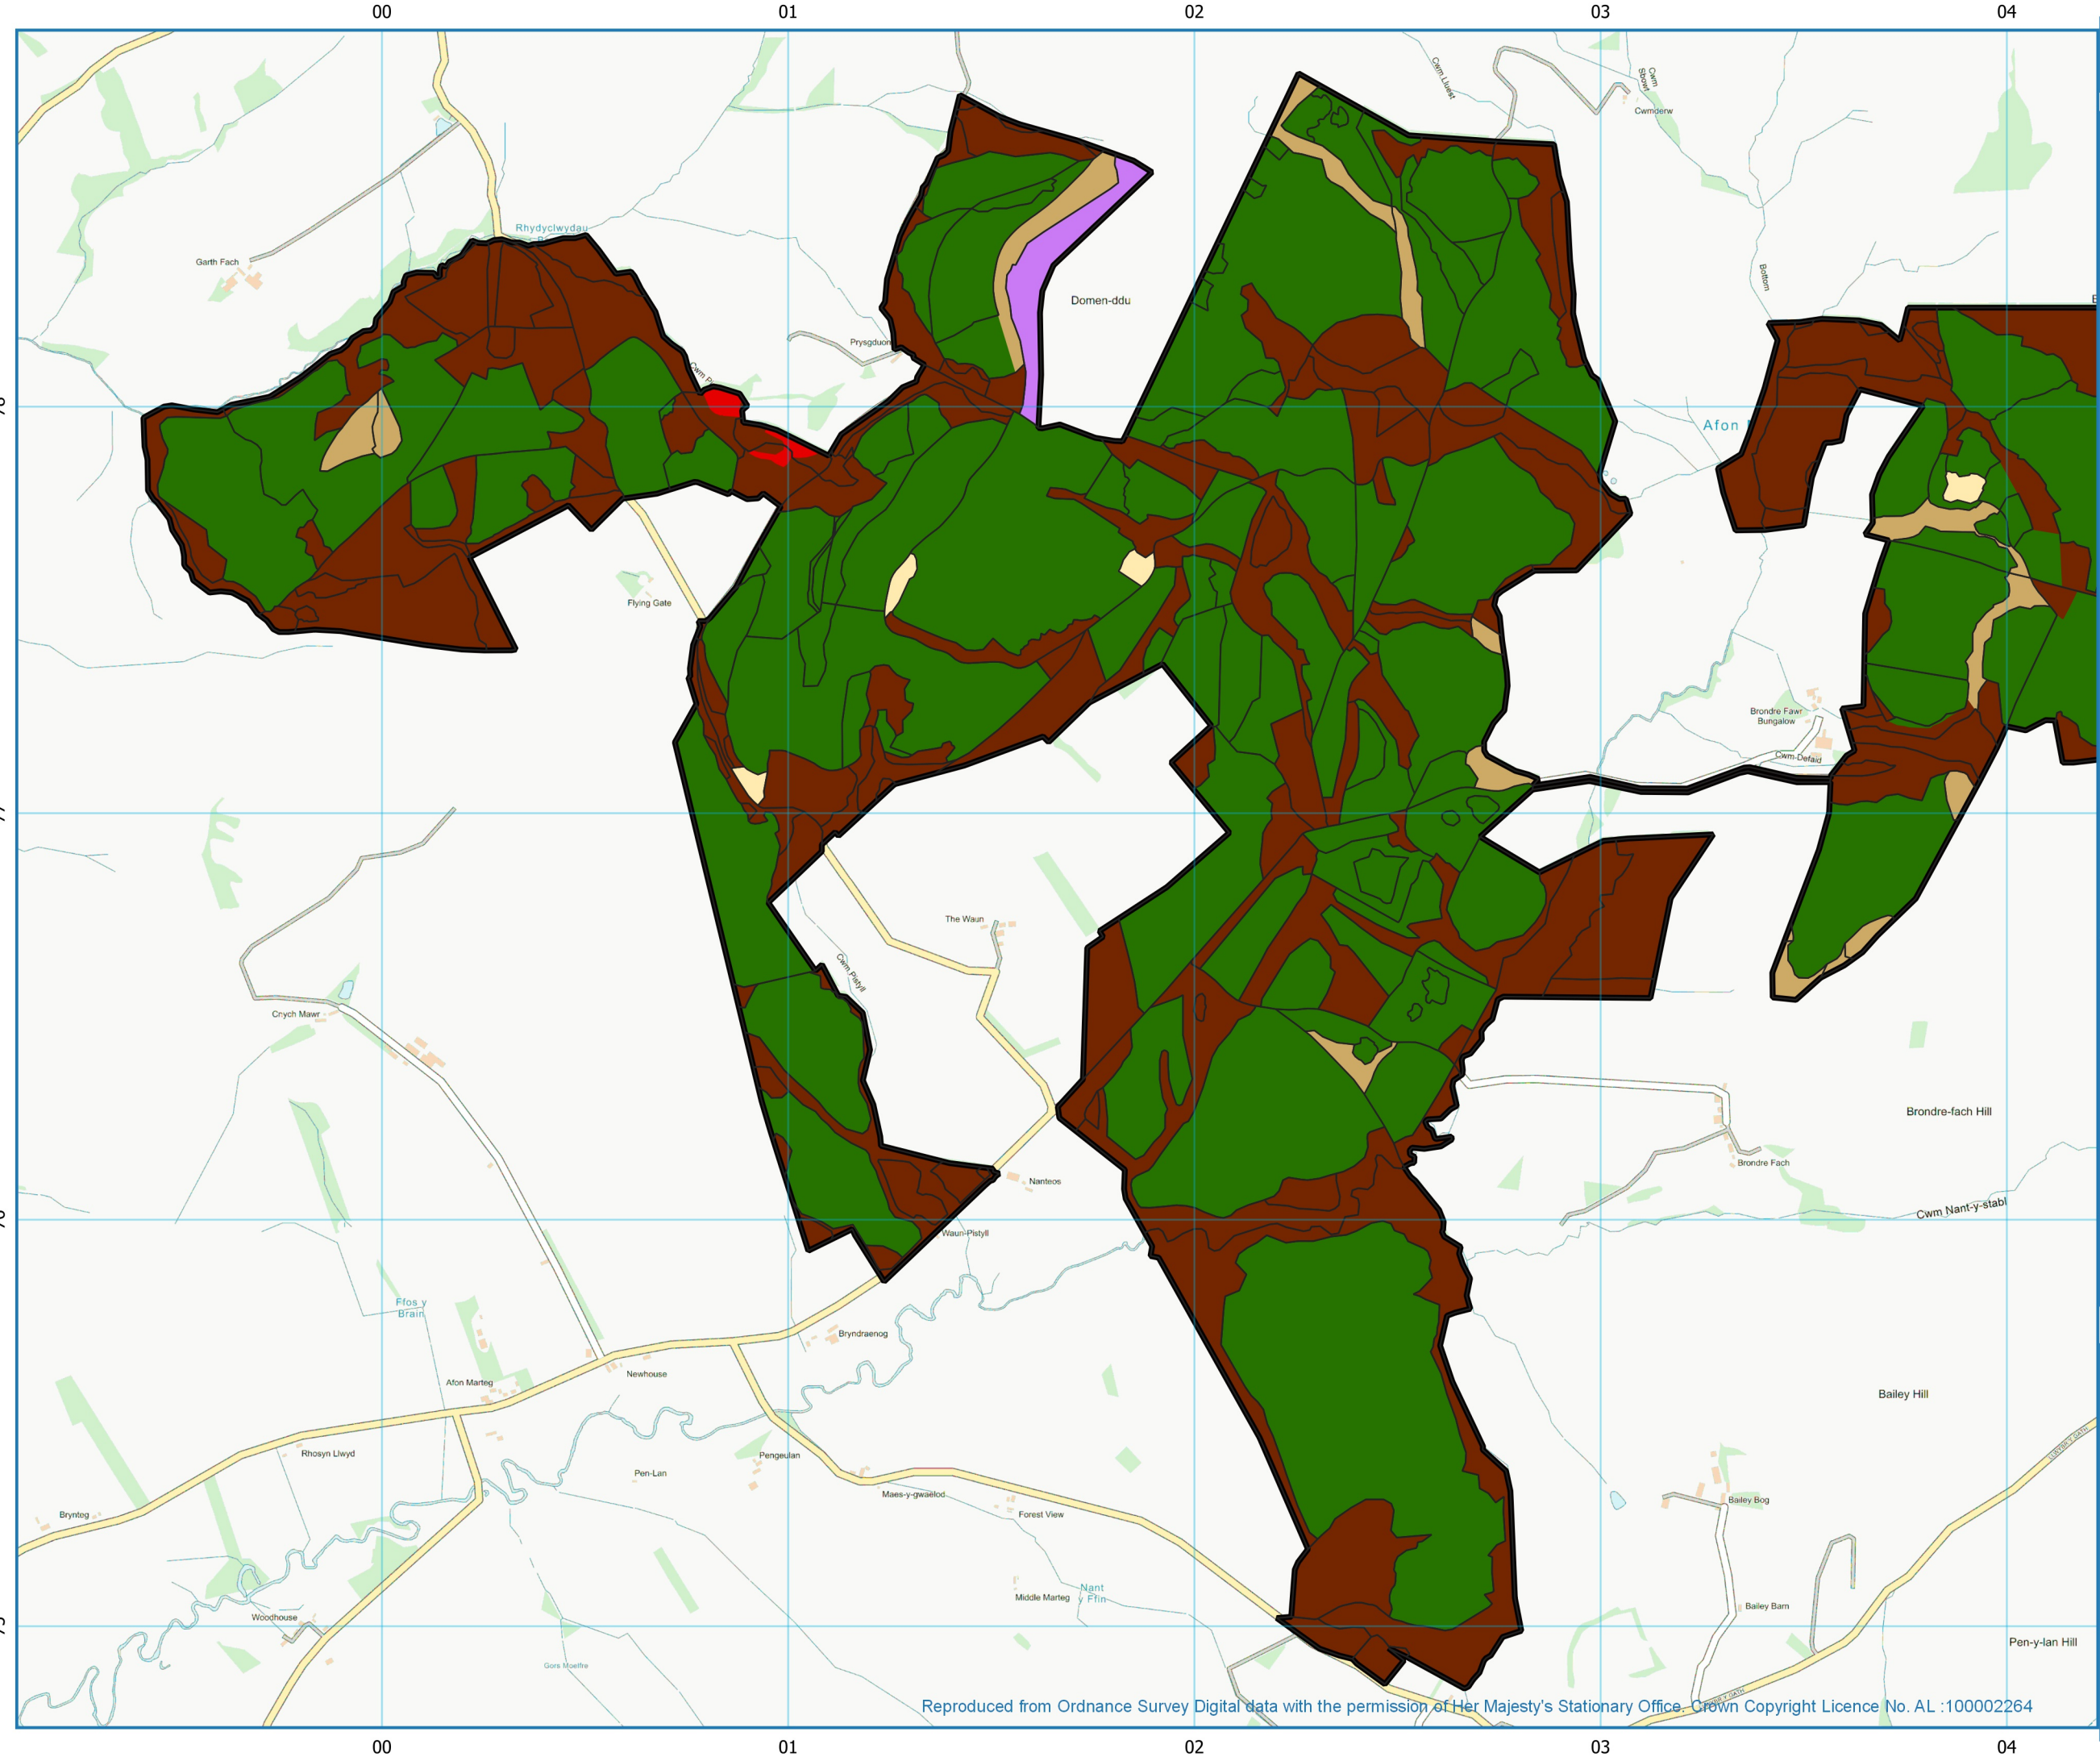 00 01 02 03 04
Cwm Lluest
Cwm
Sbowt
Cwmderw
Rhydyclwydau
Garth Fach
Bottom
Domen-ddu
Prysgduon
Afon
Flying Gate
Brondre Fawr
Bungalow
Cwm-Defaid
The Waun
Cwm Pistyll
Cnych Mawr
Brondre-fach Hill
Brondre Fach
Nanteos
Cwm Nant-y-stabl
Waun-Pistyll
Ffos y
Brain
Bryndraenog
Newhouse
Afon Marteg
Bailey Hill
Rhosyn Llwyd
Pengeulan
Pen-Lan
Maes-y-gwaelod
Bailey Bog
Bryntog
Forest View
Nant
y Ffin
Middle Marteg
Bailey Barn
Woodhouse
Pen-y-lan Hill
Gors Moelfre
Reproduced from Ordnance Survey Digital data with the permission of Her Majesty's Stationary Office. Crown Copyright Licence No. AL :100002264
00 01 02 03 04